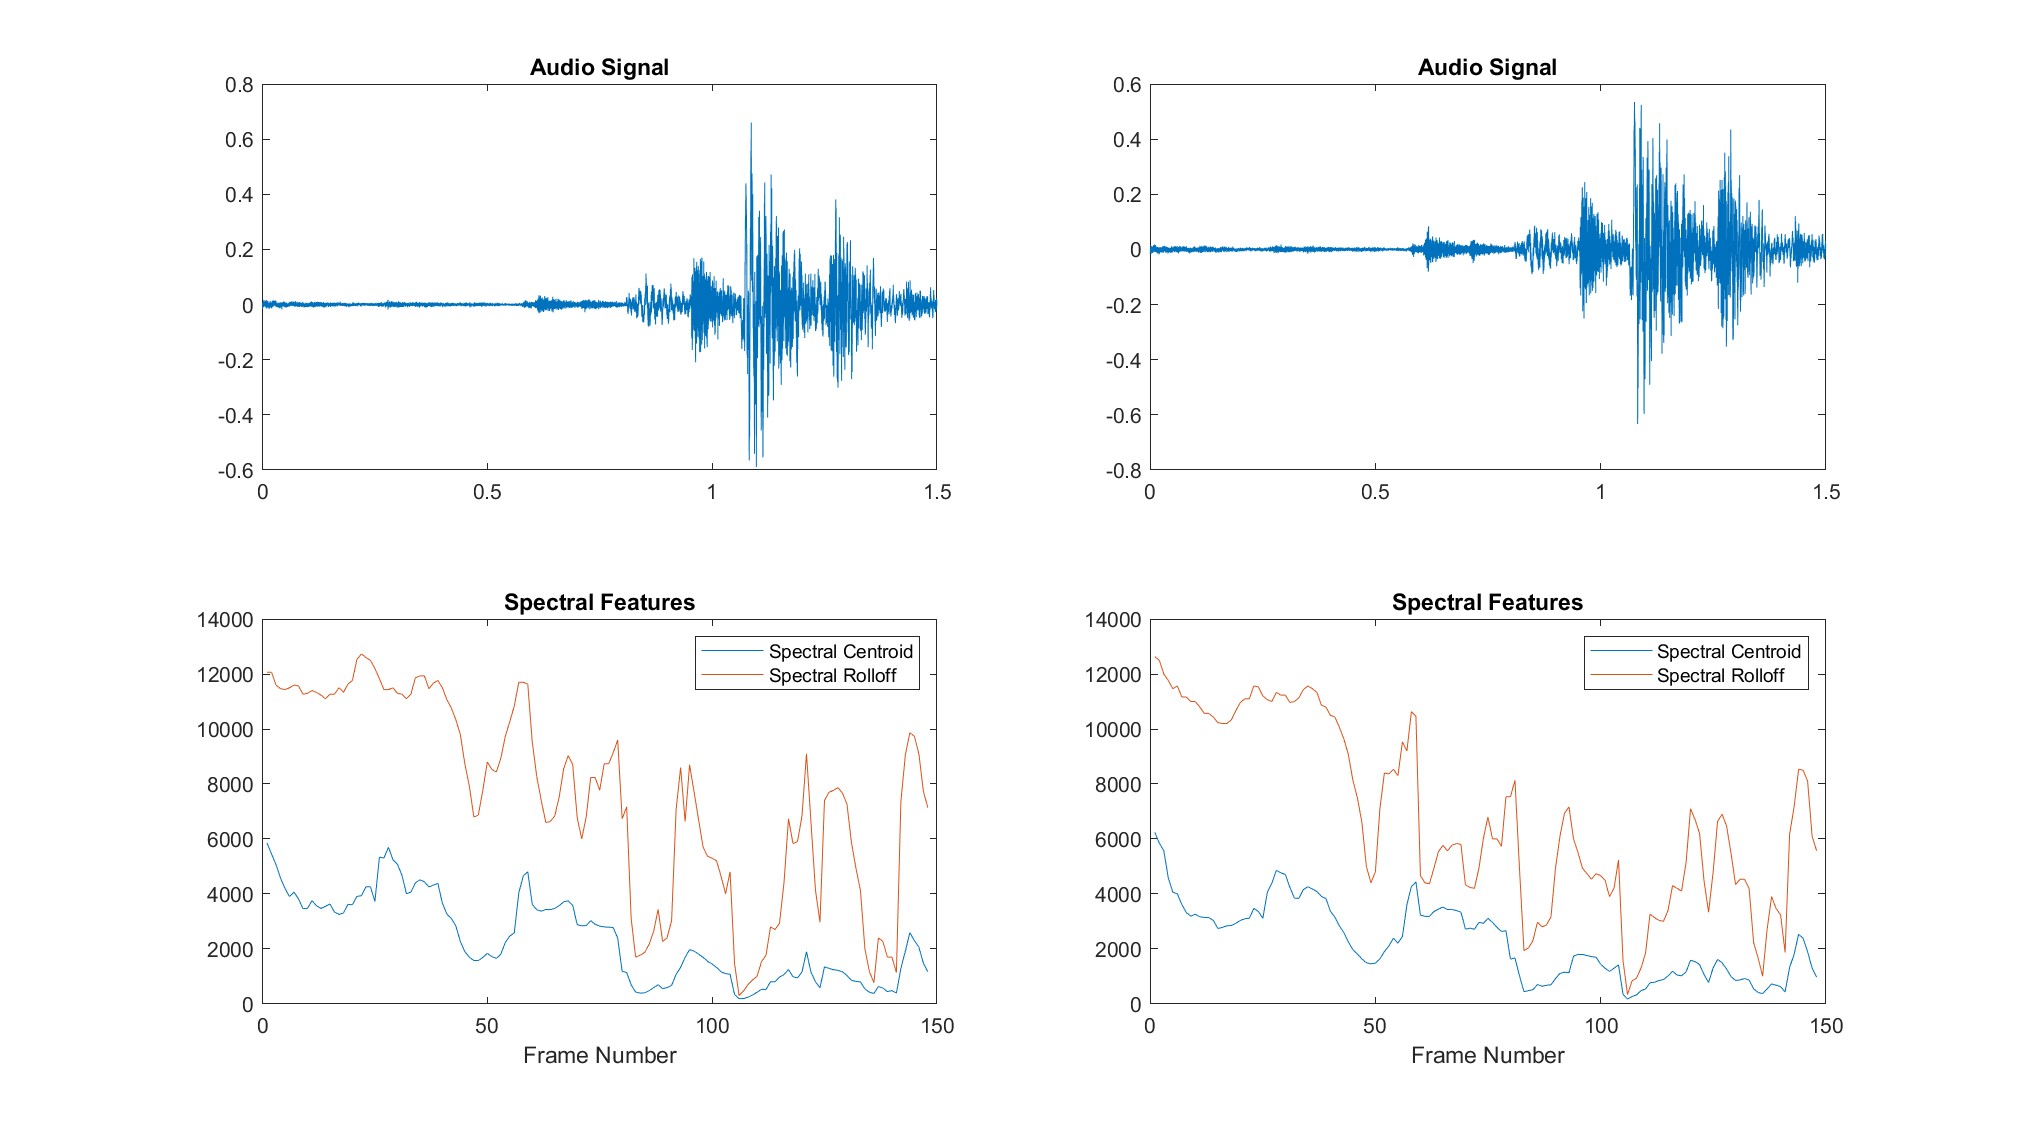 Audio Signal
0.8
0.6
0.4
0.2
0
-0.2
-0.4
-0.6
0 0.5 1 1.5
Audio Signal
0.6
0.4
0.2
0
-0.2
-0.4
-0.6
-0.8
0 0.5 1 1.5
Spectral Features
14000
12000
10000
8000
6000
4000
2000
0
Spectral Centroid
Spectral Rolloff
0 50 100 150
Frame Number
Spectral Features
14000
12000
10000
8000
6000
4000
2000
0
Spectral Centroid
Spectral Rolloff
0 50 100 150
Frame Number